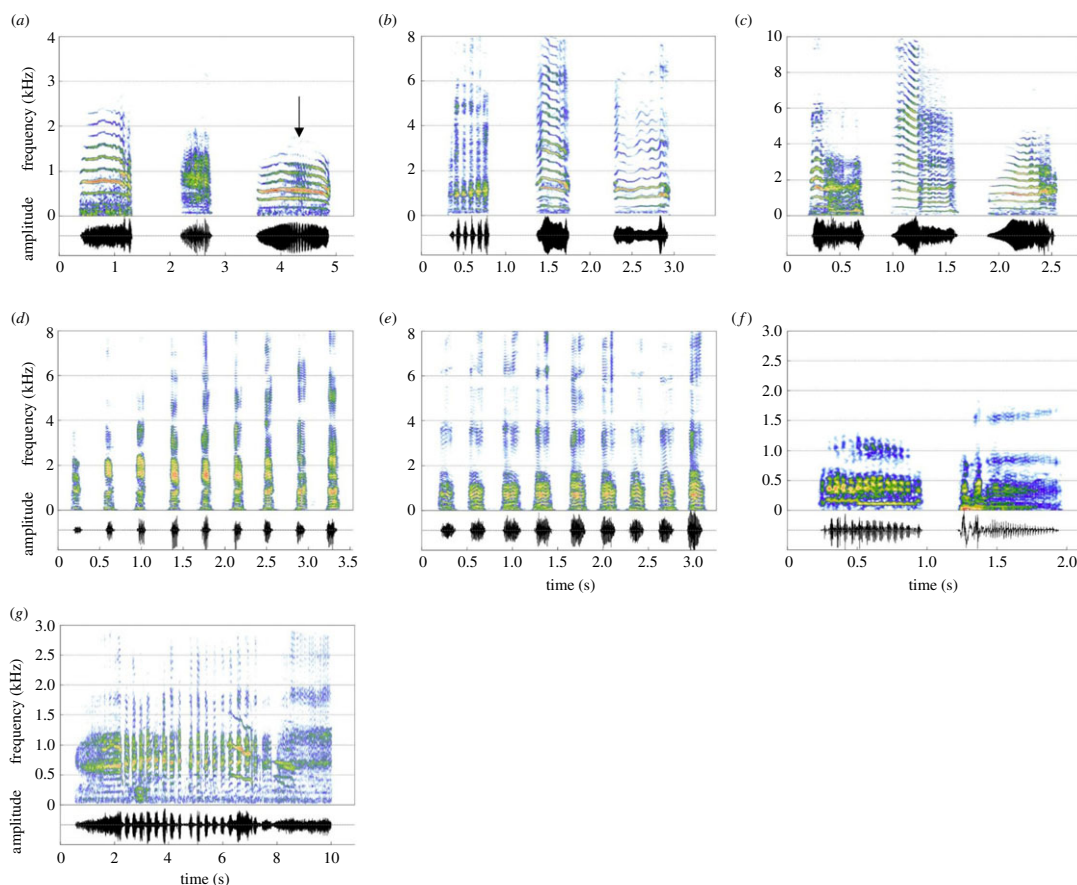 (a)
4
3
2
1
0
frequency (kHz)
amplitude
0 1 2 3 4 5
(b)
8
6
4
2
0
0.5 1.0 1.5 2.0 2.5 3.0
(c)
10
8
6
4
2
0
0 0.5 1.0 1.5 2.0 2.5
(d)
8
6
4
2
0
frequency (kHz)
amplitude
0 0.5 1.0 1.5 2.0 2.5 3.0 3.5
(e)
8
6
4
2
0
0 0.5 1.0 1.5 2.0 2.5 3.0
time (s)
(f)
3.0
2.5
2.0
1.5
1.0
0.5
0
0 0.5 1.0 1.5 2.0
time (s)
(g)
3.0
2.5
2.0
1.5
1.0
0.5
0
frequency (kHz)
amplitude
0 2 4 6 8 10
time (s)